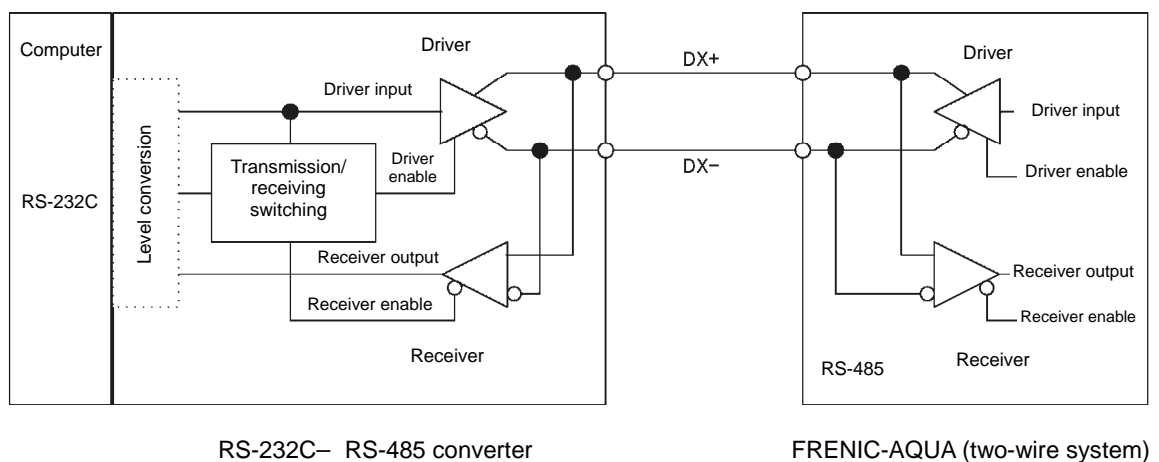 Computer
RS-232C
Level conversion
Driver
Driver input
Transmission/
receiving
switching
Driver
enable
Receiver output
Receiver enable
Receiver
DX+
DX−
Driver
Driver input
Driver enable
Receiver output
Receiver enable
Receiver
RS-485
RS-232C− RS-485 converter
FRENIC-AQUA (two-wire system)